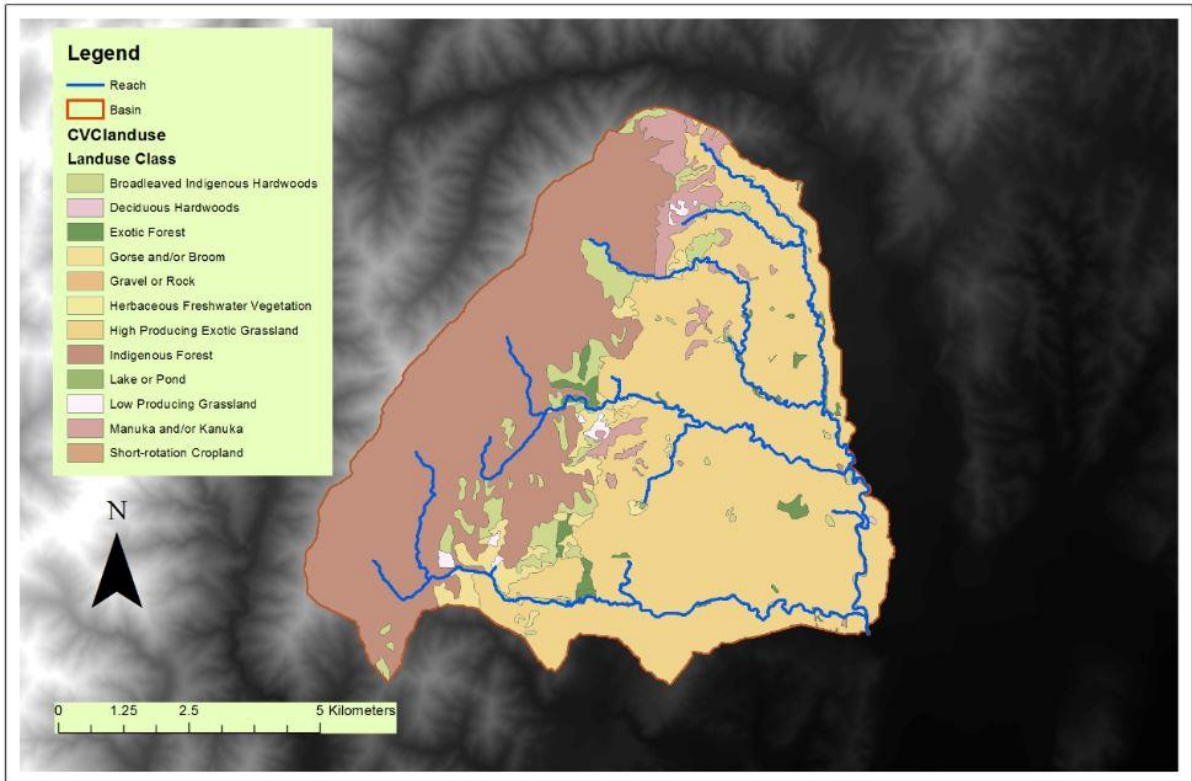 Legend
Reach
Basin
CVClanduse
Landuse Class
Broadleaved Indigenous Hardwoods
Deciduous Hardwoods
Exotic Forest
Gorse and/or Broom
Gravel or Rock
Herbaceous Freshwater Vegetation
High Producing Exotic Grassland
Indigenous Forest
Lake or Pond
Low Producing Grassland
Manuka and/or Kanuka
Short-rotation Cropland
N
0 1.25 2.5 5 Kilometers